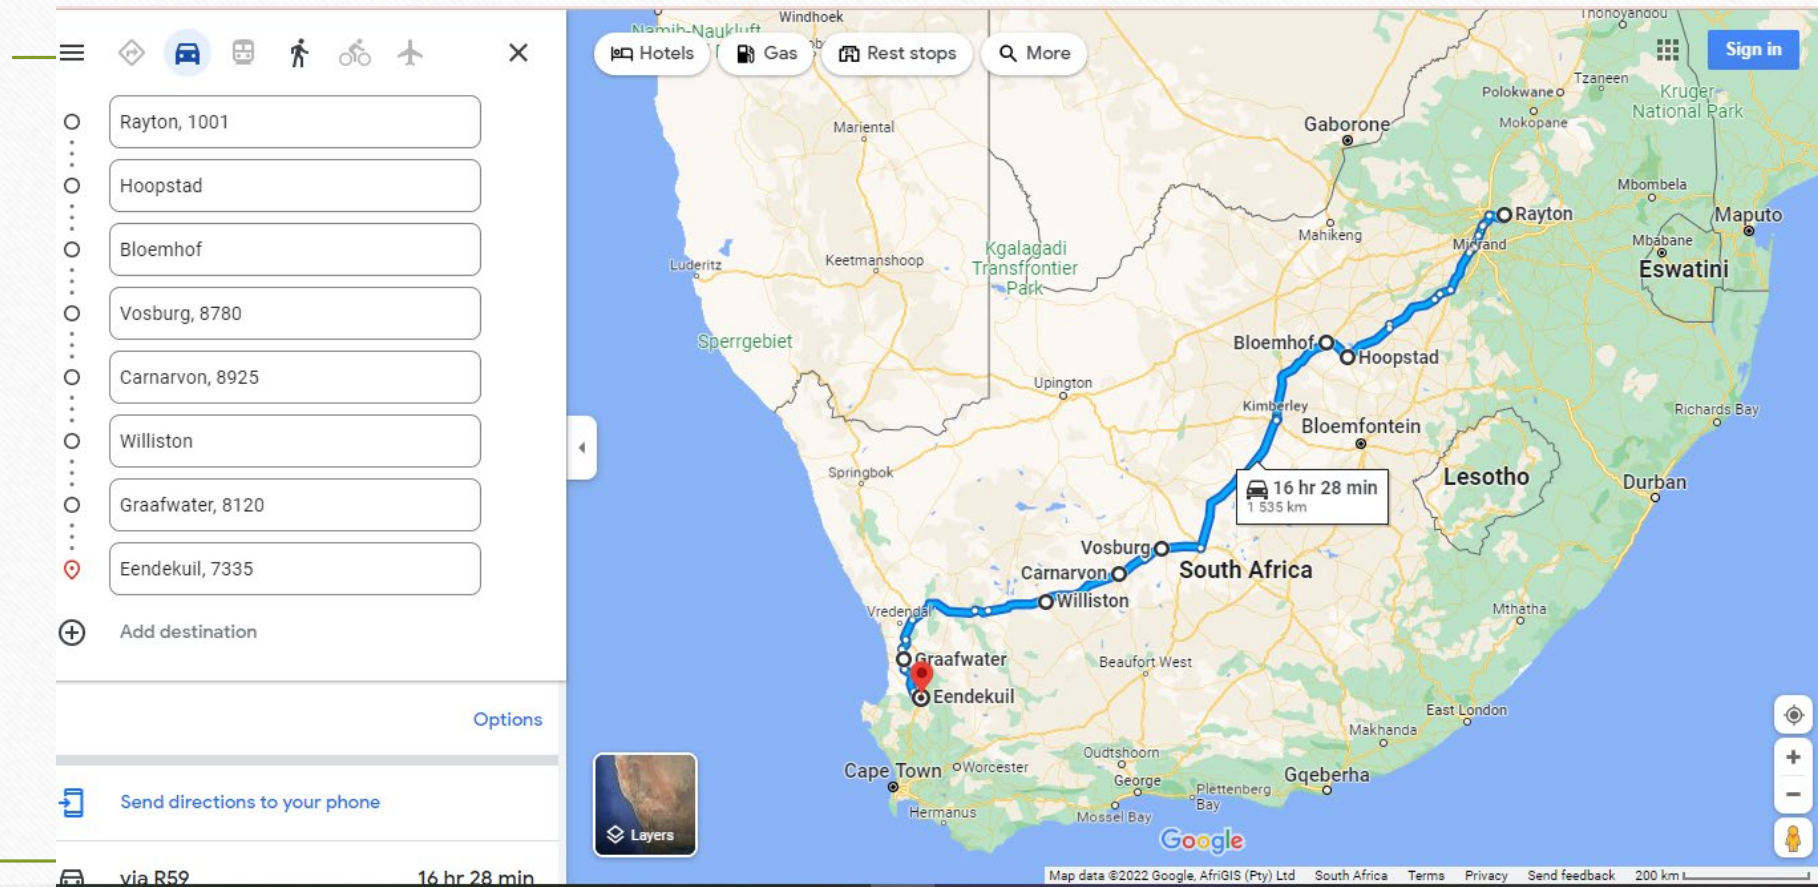 Rayton, 1001
Hoopstad
Bloemhof
Vosburg, 8780
Carnarvon, 8925
Williston
Graafwater, 8120
Eendekuil, 7335
Add destination
Options
Send directions to your phone
via R59 16 hr 28 min
Hotels
Gas
Rest stops
More
Sign in
Windhoek
Namib-Naukluft
Thohoyandou
Tzaneen
Polokwane
Kruger
National Park
Mokopane
Mariental
Gaborone
Mbombela
Rayton
Maputo
Mahikeng
Midrand
Mbabane
Eswatini
Keetmanshoop
Luderitz
Kgalagadi
Transfrontier
Park
Sperrgebiet
Bloemhof
Hoopstad
Upington
Kimberley
Bloemfontein
Richards Bay
Springbok
Lesotho
Durban
16 hr 28 min
1 535 km
Vosburg
Carnarvon
South Africa
Williston
Vredendal
Mthatha
Graafwater
Beaufort West
Eendekuil
East London
Makhanda
Oudtshoorn
Cape Town
Worcester
George
Gqeberha
Plettenberg
Bay
Hermanus
Mossel Bay
Layers
Google
Map data ©2022 Google, AfriGIS (Pty) Ltd South Africa Terms Privacy Send feedback 200 km